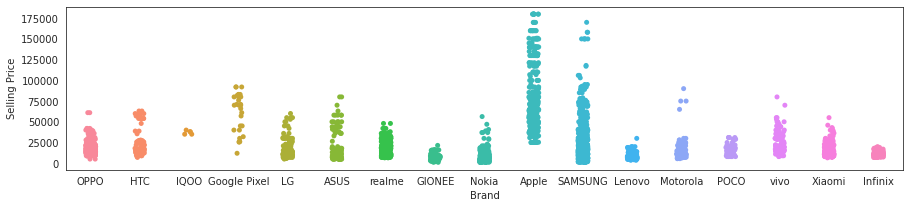 Selling Price
175000
150000
125000
100000
75000
50000
25000
0
OPPO HTC IQOO Google Pixel LG ASUS realme GIONEE Nokia Apple SAMSUNG Lenovo Motorola POCO vivo Xiaomi Infinix
Brand